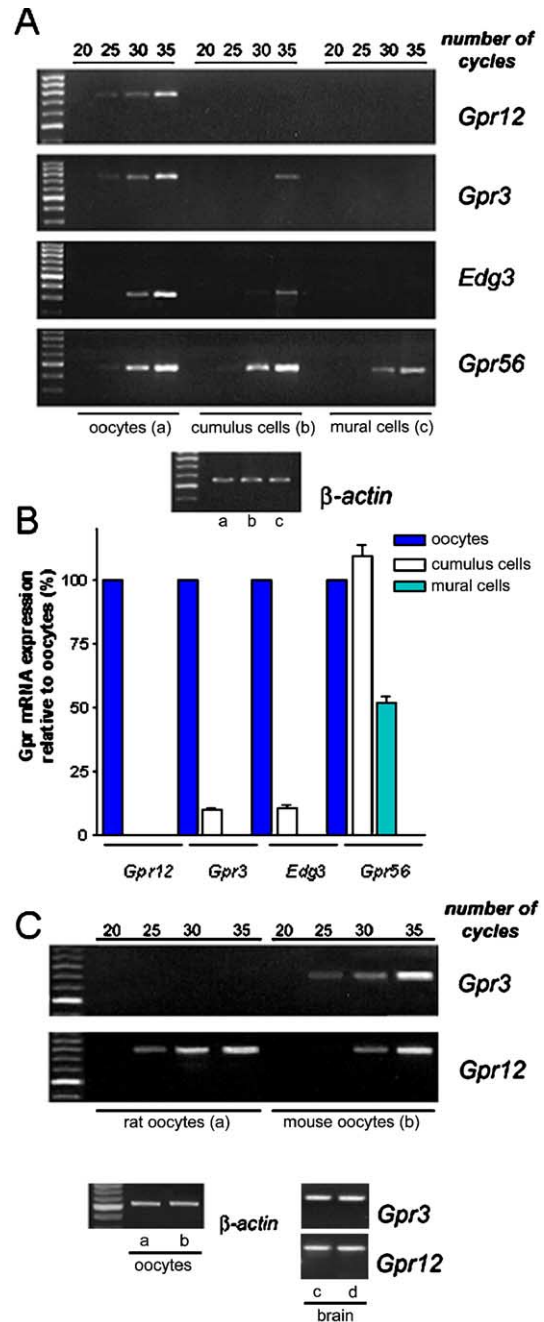 A
20 25 30 35 20 25 30 35 20 25 30 35 number of cycles
Gpr12
Gpr3
Edg3
Gpr56
oocytes (a) cumulus cells (b) mural cells (c)
β-actin
a b c
B
Gpr mRNA expression
relative to oocytes (%)
100
75
50
25
0
oocytes
cumulus cells
mural cells
Gpr12 Gpr3 Edg3 Gpr56
C
20 25 30 35 20 25 30 35 number of cycles
Gpr3
Gpr12
rat oocytes (a) mouse oocytes (b)
β-actin
a b
oocytes
Gpr3
Gpr12
c d
brain